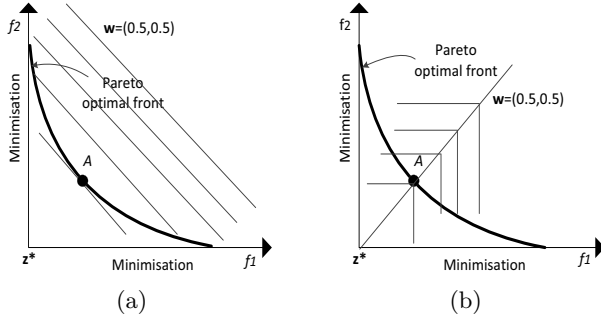 f2
w=(0.5,0.5)
Pareto
optimal front
Minimisation
A
z*
Minimisation
f1
(a)
f2
Pareto
optimal front
w=(0.5,0.5)
Minimisation
A
z*
Minimisation
f1
(b)